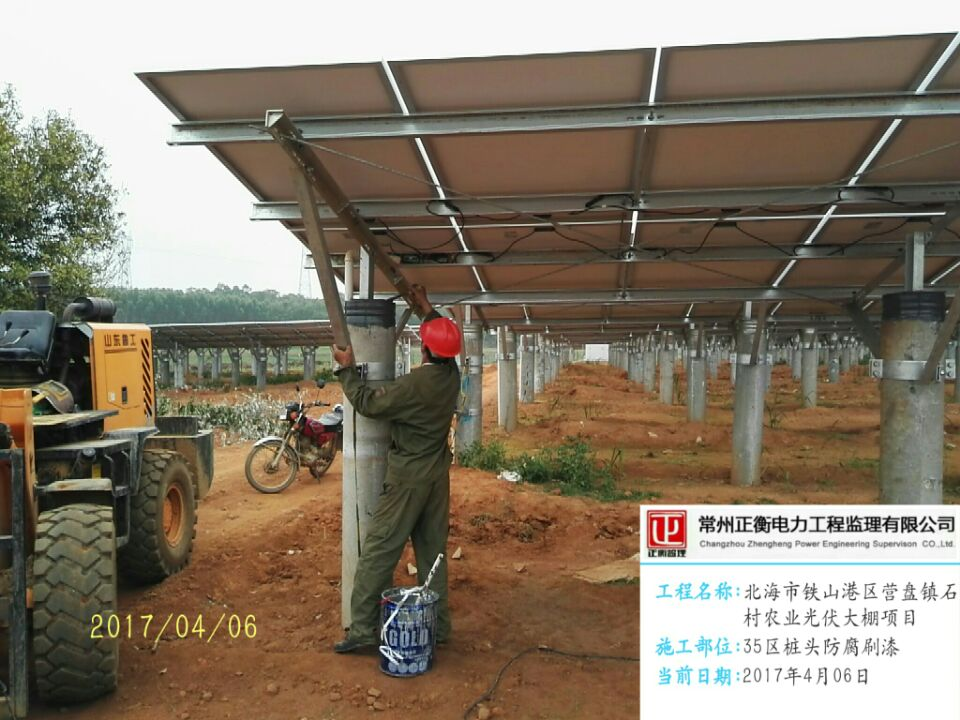 山东鲁工
GOLD
2017/04/06
正衡管理
常州正衡电力工程监理有限公司
Changzhou Zhengheng Power Engineering Supervison CO.,Ltd.
工程名称:北海市铁山港区营盘镇石
村农业光伏大棚项目
施工部位:35区桩头防腐刷漆
当前日期:2017年4月06日